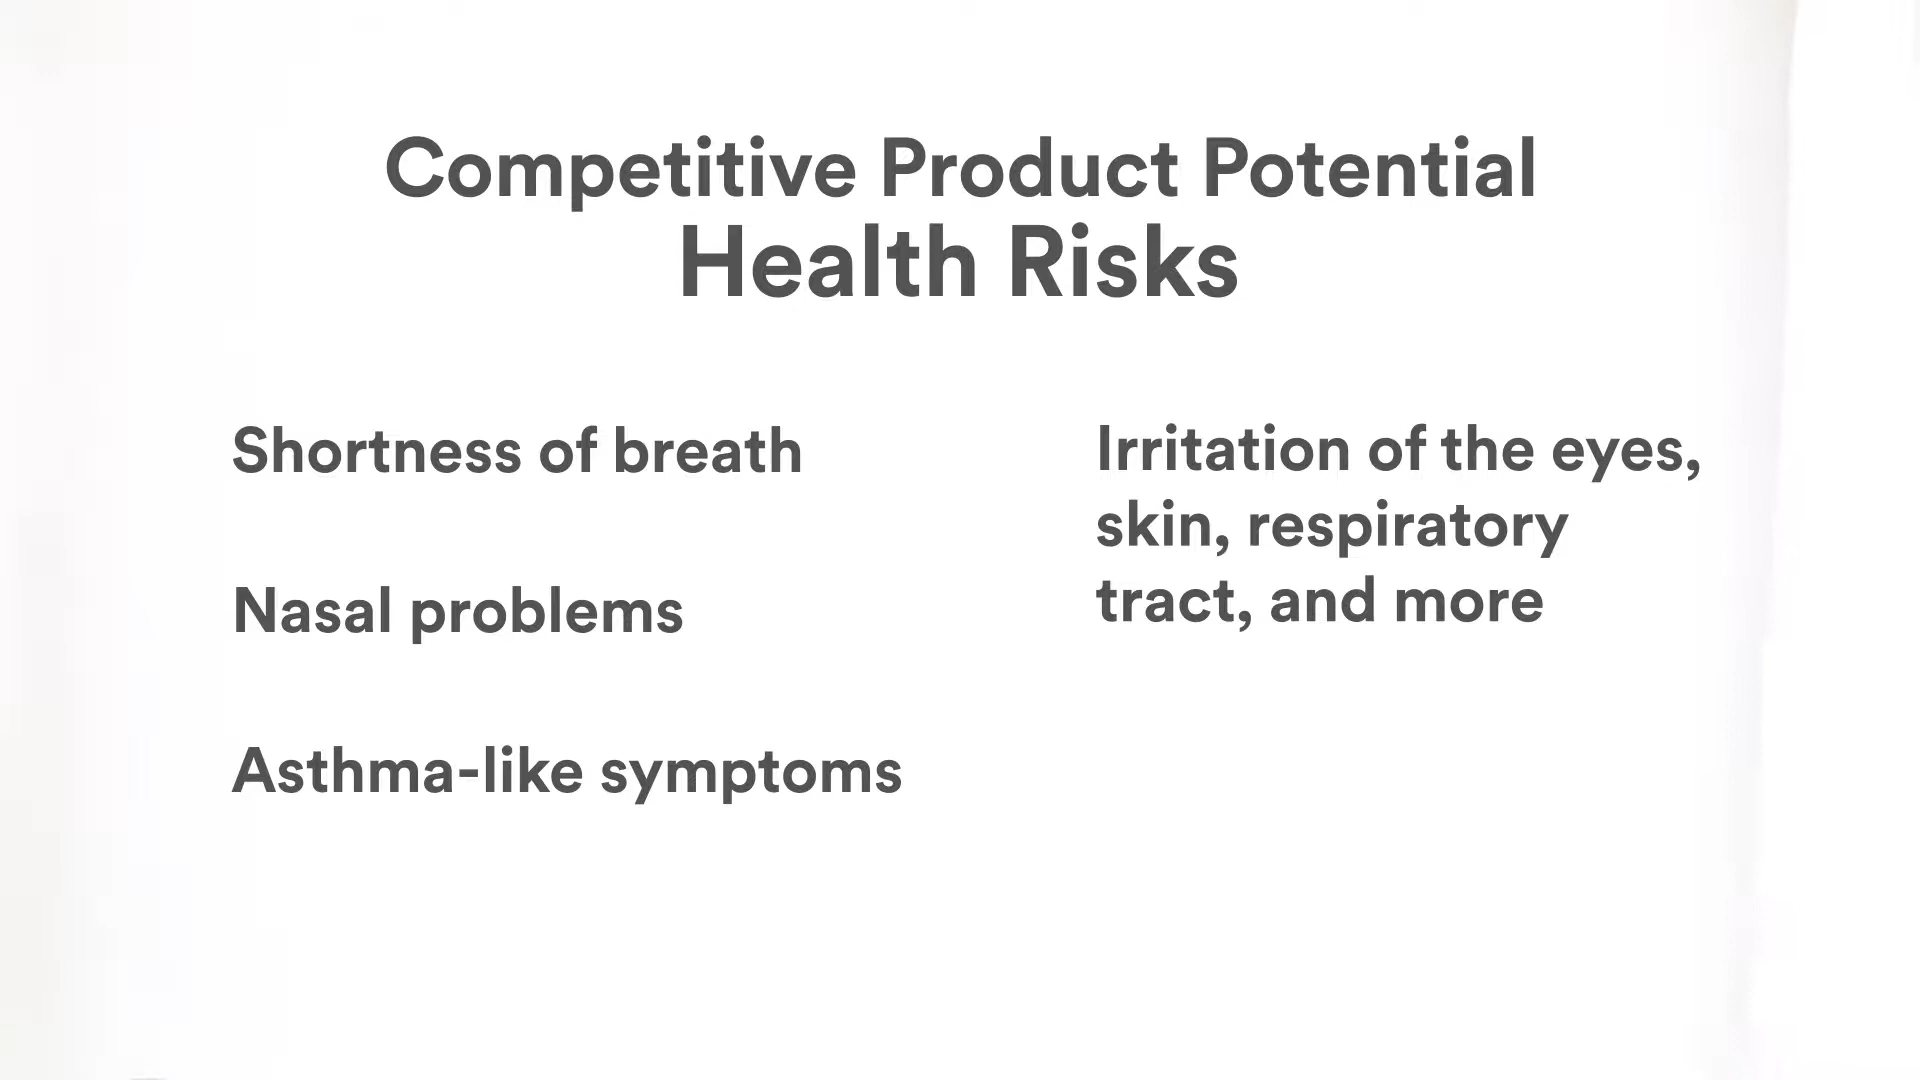 Competitive Product Potential
Health Risks
Shortness of breath
Nasal problems
Asthma-like symptoms
Irritation of the eyes,
skin, respiratory
tract, and more